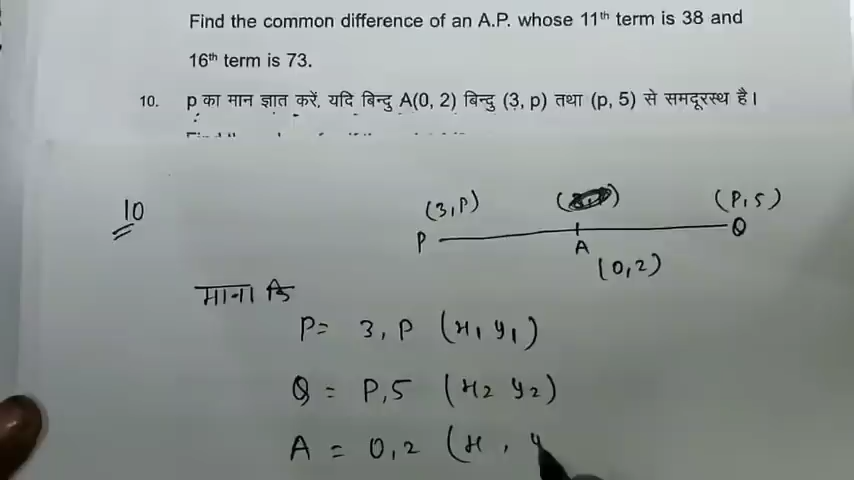 Find the common difference of an A.P. whose 11th term is 38 and
16th term is 73.
10. p का मान ज्ञात करें, यदि बिन्दु A(0, 2) बिन्दु (3, p) तथा (p, 5) से समदूरस्थ है।
10
(3, P) (P, 5)
P A Q
(0, 2)
माना कि
P= 3, P (x1 y1)
Q = P, 5 (x2 y2)
A = 0, 2 (x , y